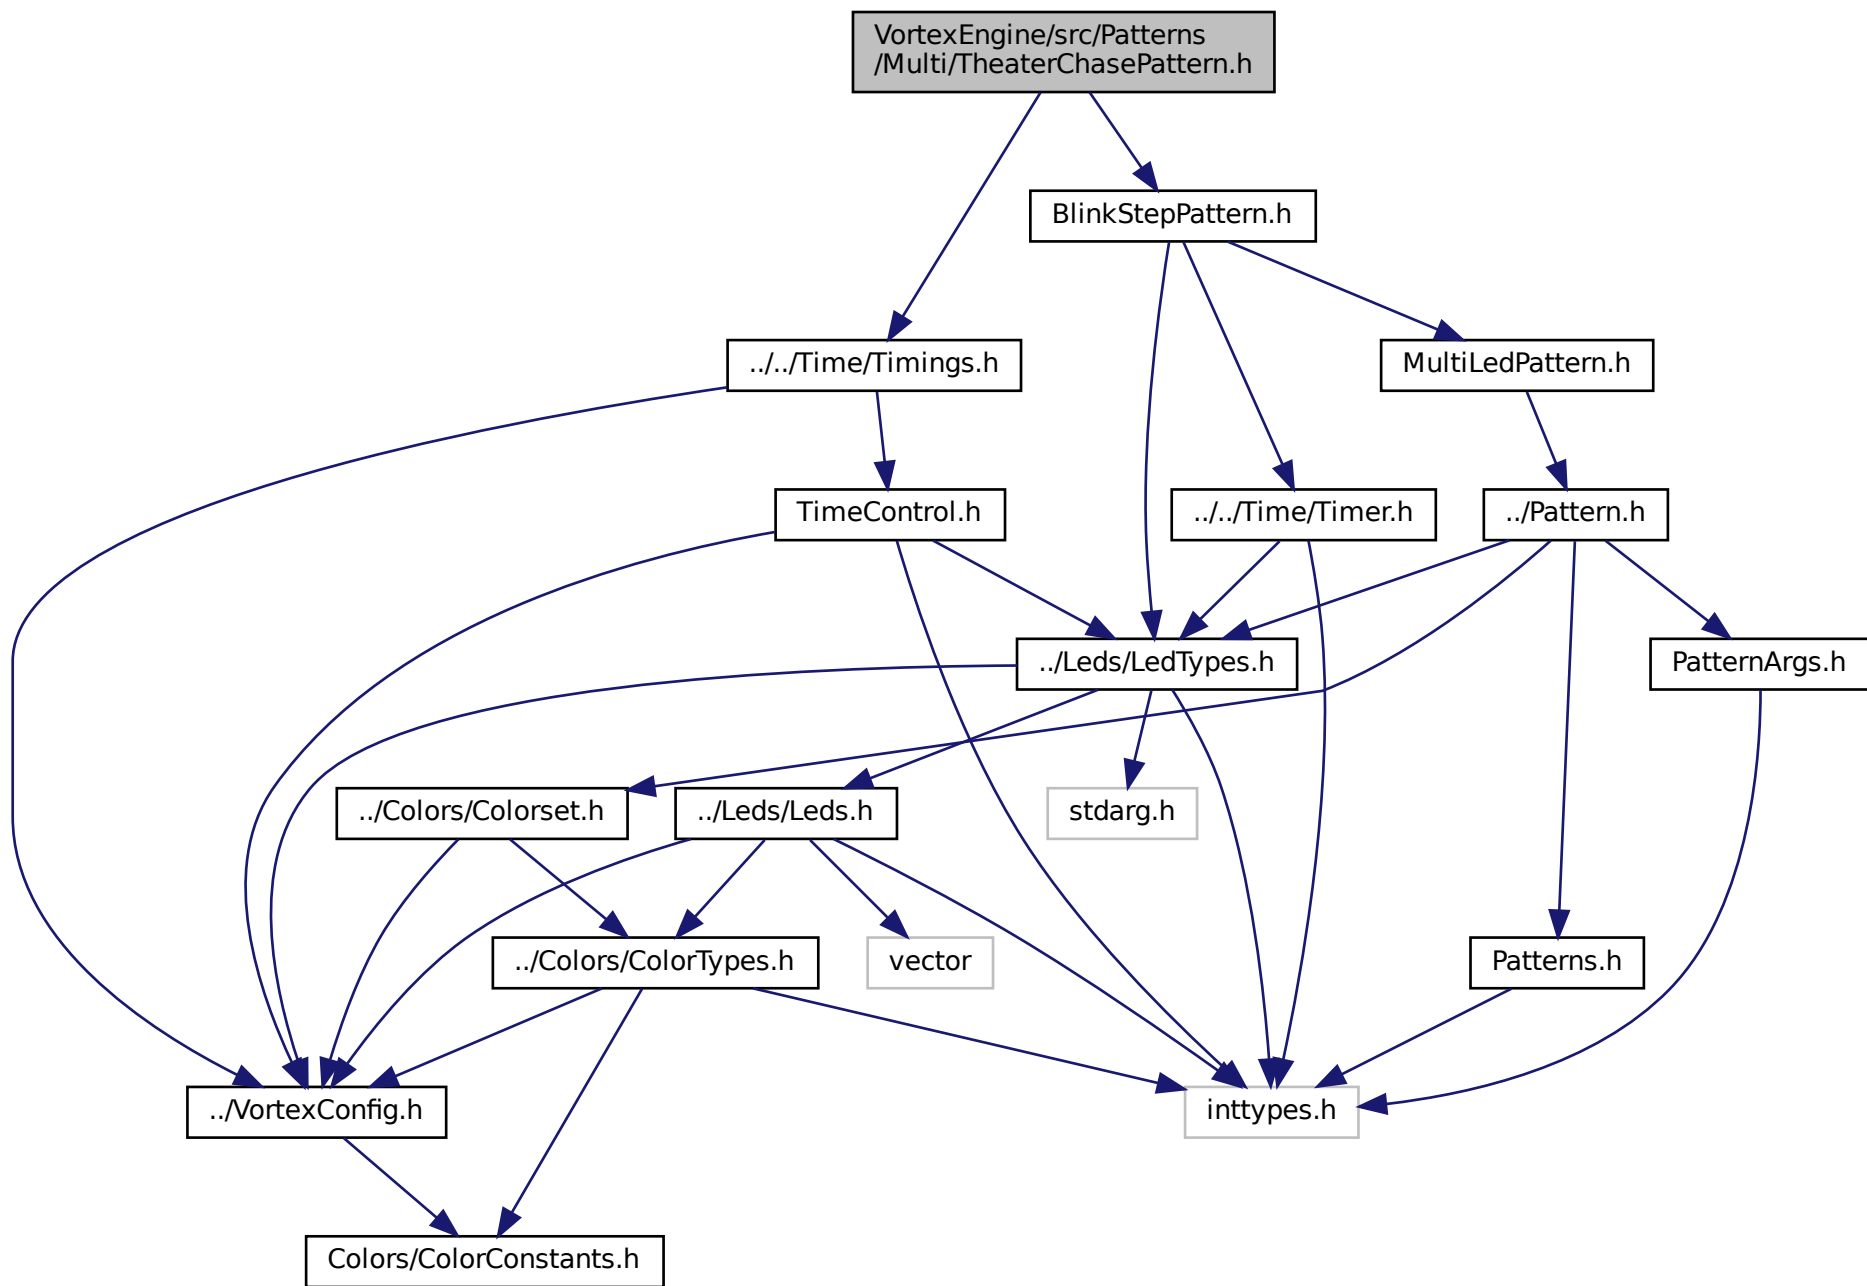 VortexEngine/src/Patterns
/Multi/TheaterChasePattern.h
BlinkStepPattern.h
../../Time/Timings.h
MultiLedPattern.h
TimeControl.h
../../Time/Timer.h
../Pattern.h
../Leds/LedTypes.h
PatternArgs.h
../Colors/Colorset.h
../Leds/Leds.h
stdarg.h
../Colors/ColorTypes.h
vector
Patterns.h
../VortexConfig.h
inttypes.h
Colors/ColorConstants.h